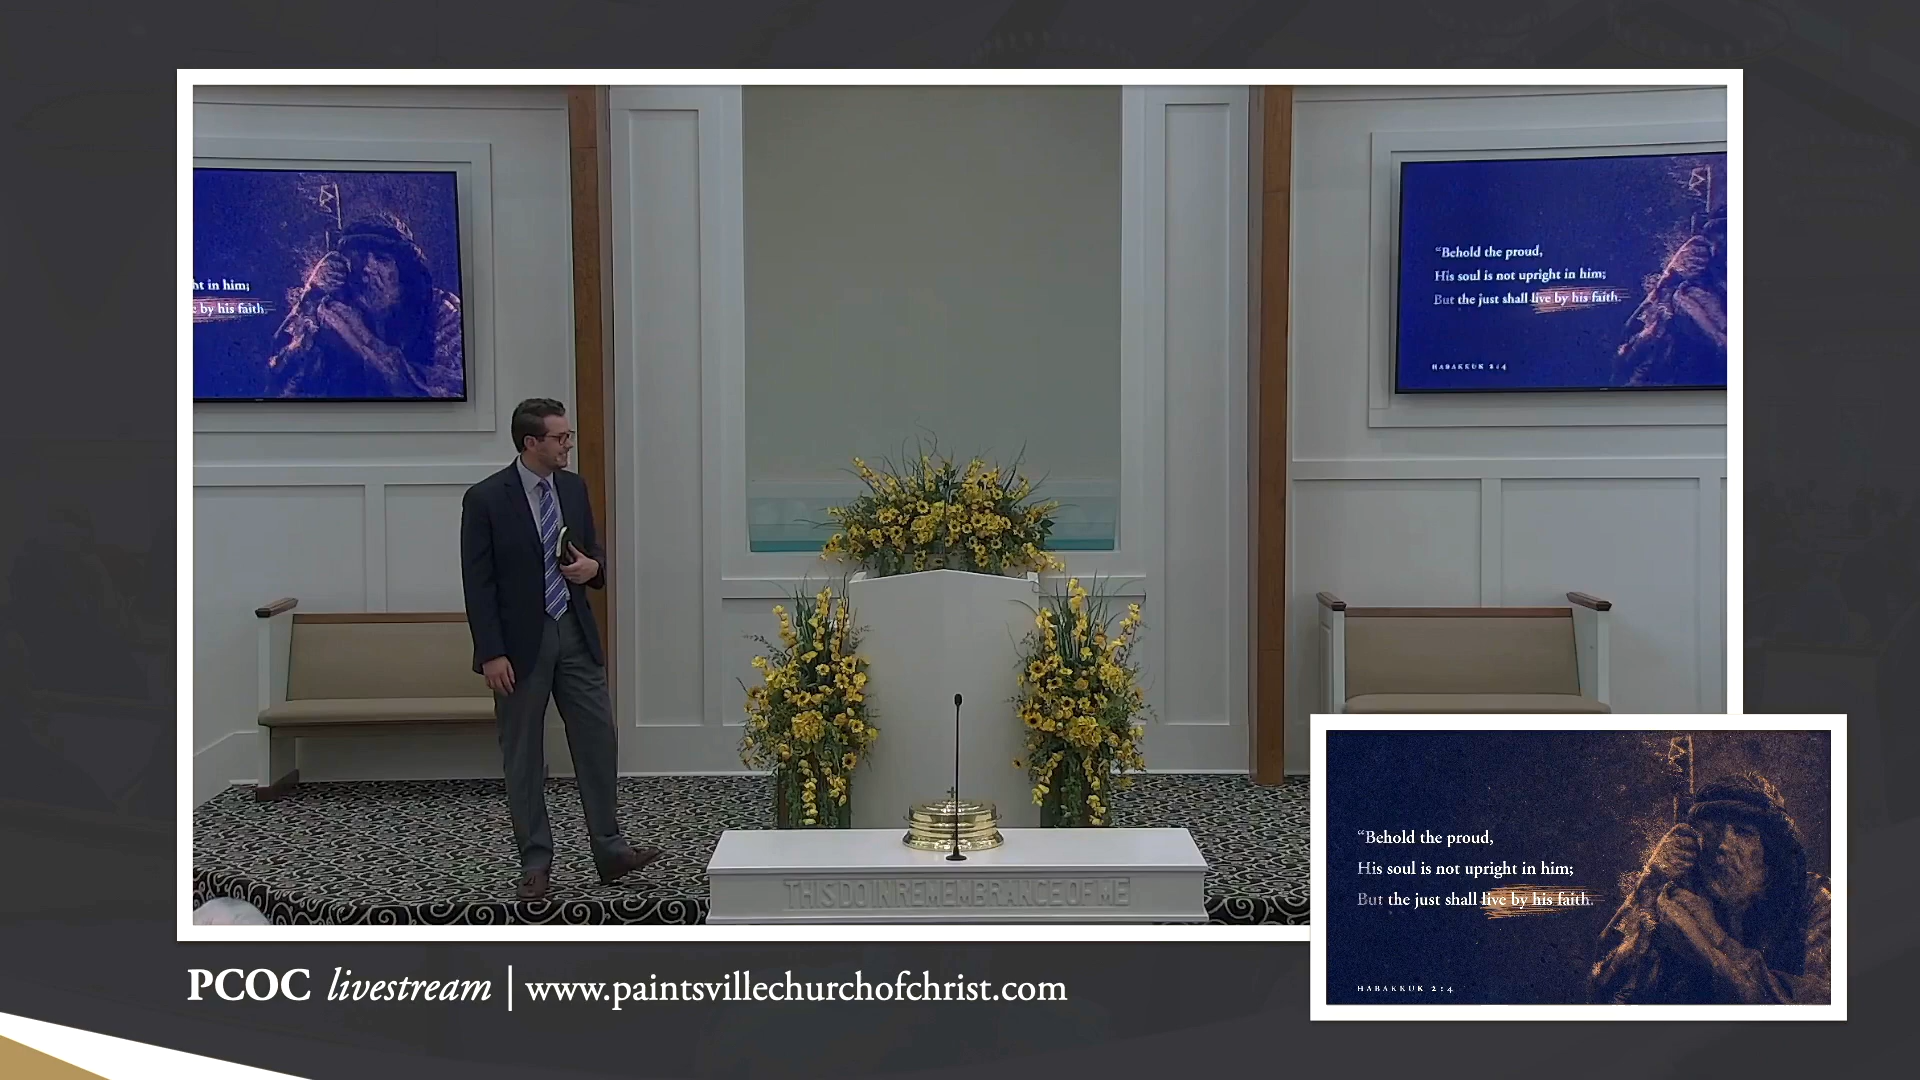 ht in him;
e by his faith.
“Behold the proud,
His soul is not upright in him;
But the just shall live by his faith.
HABAKKUK 2:4
THIS DO IN REMEMBRANCE OF ME
“Behold the proud,
His soul is not upright in him;
But the just shall live by his faith.
HABAKKUK 2:4
PCOC livestream | www.paintsvillechurchofchrist.com